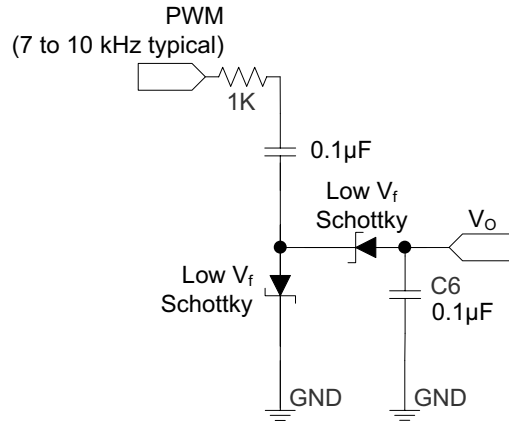 PWM
(7 to 10 kHz typical)
1K
0.1µF
Low Vf
Schottky
VO
Low Vf
Schottky
C6
0.1µF
GND
GND